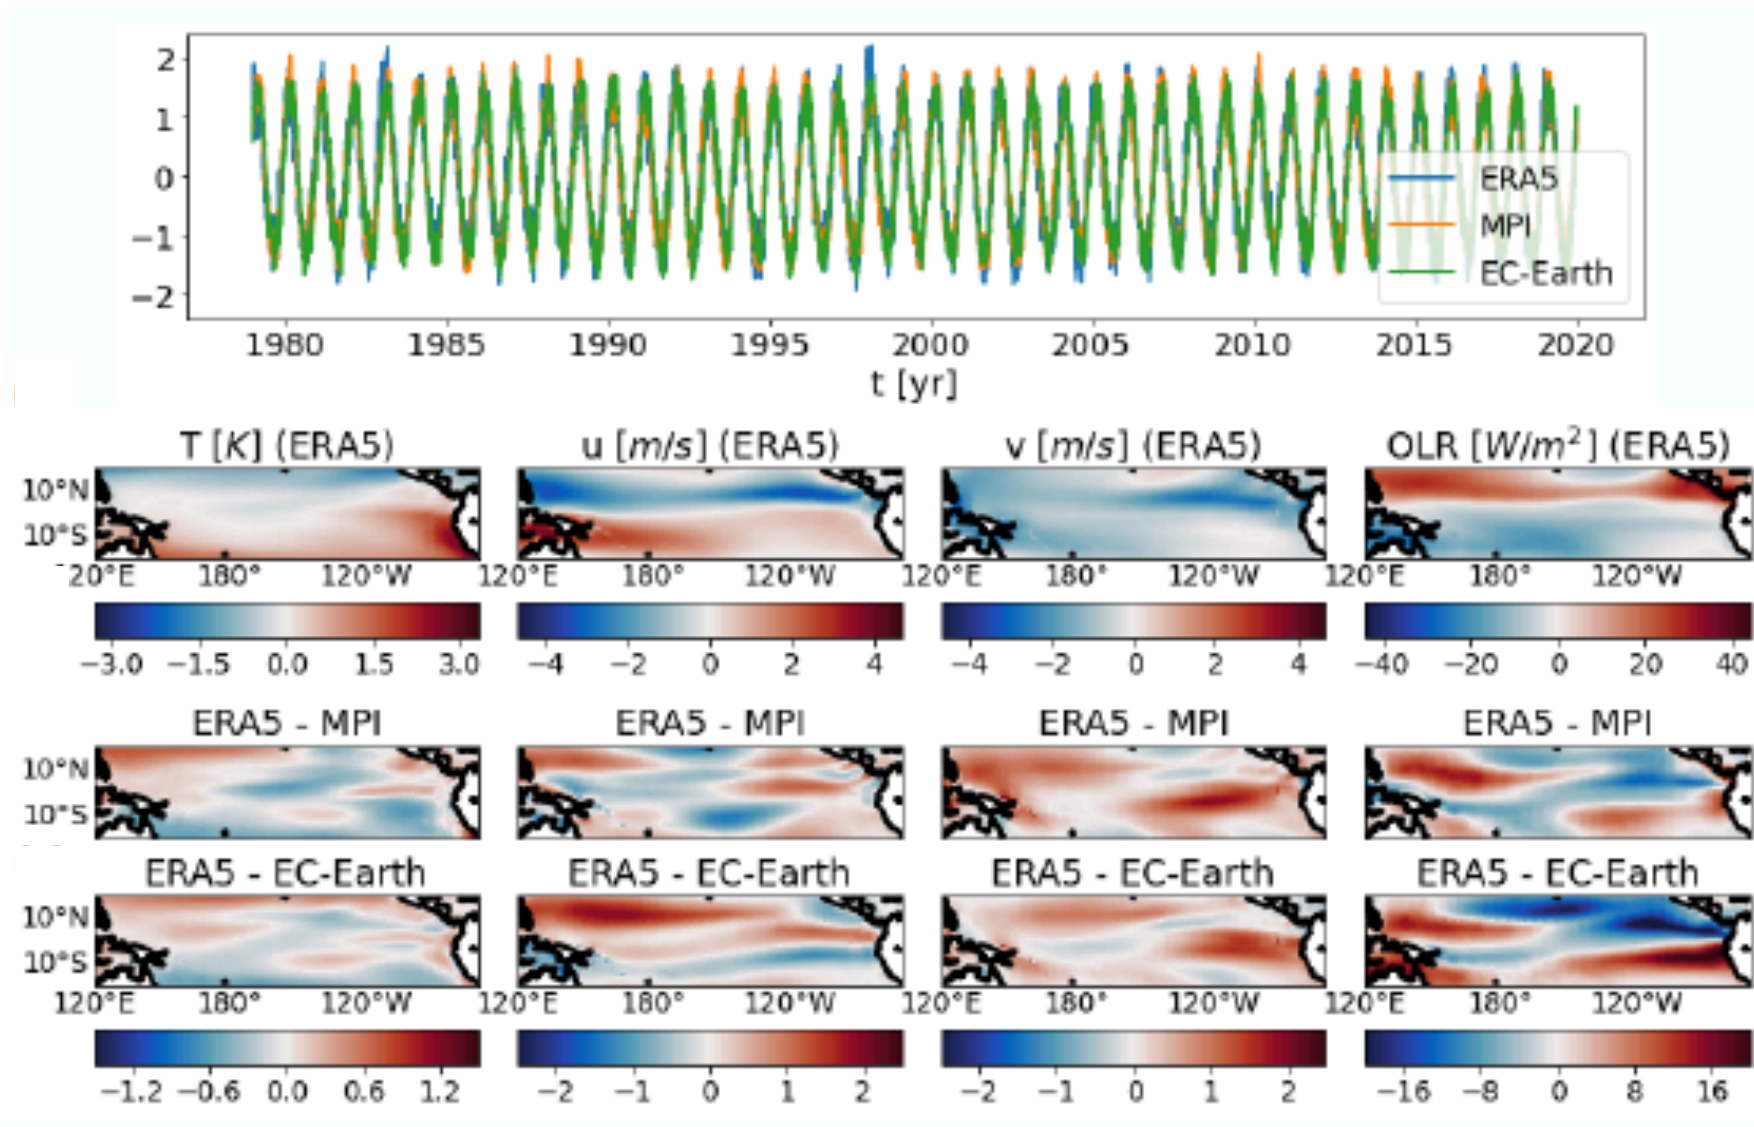 2
1
0
−1
−2
ERA5
MPI
EC-Earth
1980 1985 1990 1995 2000 2005 2010 2015 2020
t [yr]
T [K] (ERA5) u [m/s] (ERA5) v [m/s] (ERA5) OLR [W/m²] (ERA5)
10°N
10°S
20°E 180° 120°W 120°E 180° 120°W 120°E 180° 120°W 120°E 180° 120°W
−3.0 −1.5 0.0 1.5 3.0 −4 −2 0 2 4 −4 −2 0 2 4 −40 −20 0 20 40
ERA5 - MPI ERA5 - MPI ERA5 - MPI ERA5 - MPI
10°N
10°S
ERA5 - EC-Earth ERA5 - EC-Earth ERA5 - EC-Earth ERA5 - EC-Earth
10°N
10°S
120°E 180° 120°W 120°E 180° 120°W 120°E 180° 120°W 120°E 180° 120°W
−1.2 −0.6 0.0 0.6 1.2 −2 −1 0 1 2 −2 −1 0 1 2 −16 −8 0 8 16